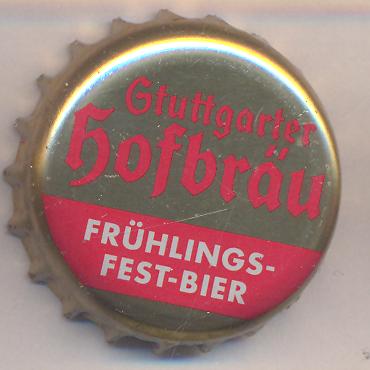 Stuttgarter
Hofbräu
FRÜHLINGS-
FEST-BIER